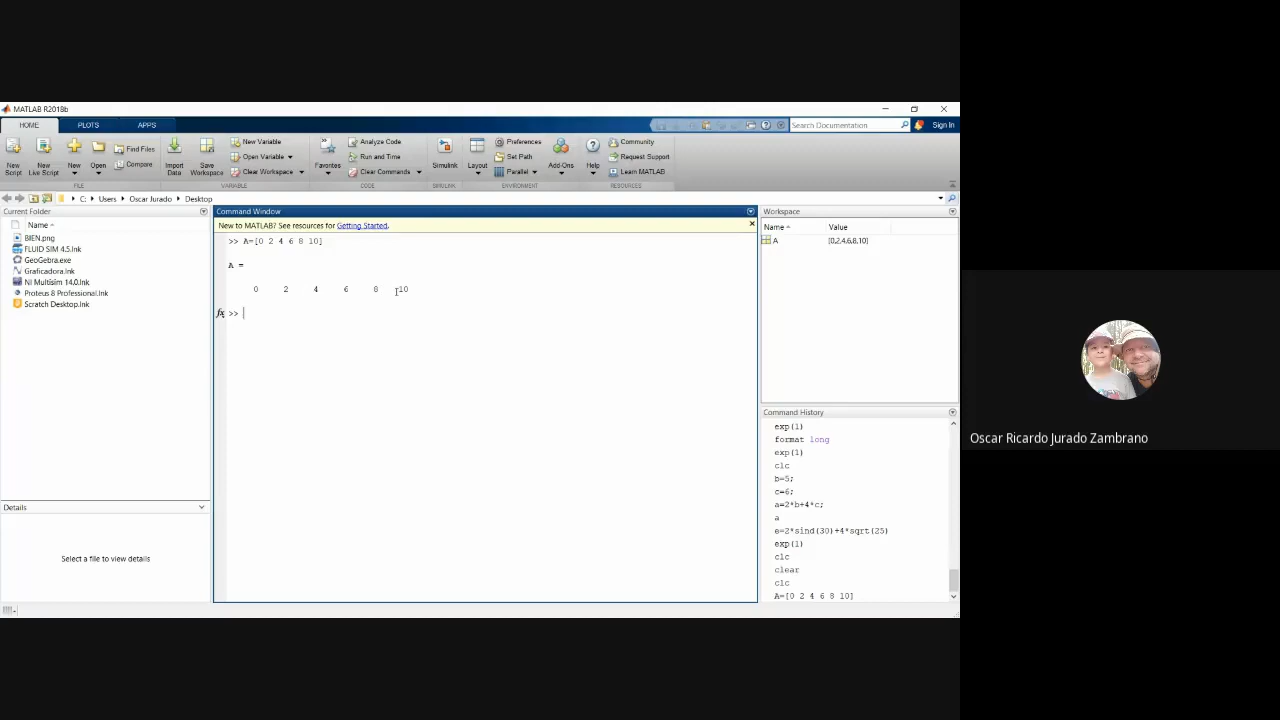 MATLAB R2018b
HOME PLOTS APPS
Search Documentation
Sign In
New Script
New Live Script
New
Open
Find Files
Compare
Import Data
Save Workspace
New Variable
Open Variable
Clear Workspace
Favorites
Analyze Code
Run and Time
Clear Commands
Simulink
Layout
Preferences
Set Path
Parallel
Add-Ons
Help
Community
Request Support
Learn MATLAB
FILE VARIABLE CODE SIMULINK ENVIRONMENT RESOURCES
C: Users Oscar Jurado Desktop
Current Folder
Name
BIEN.png
FLUID SIM 4.5.lnk
GeoGebra.exe
Graficadora.lnk
NI Multisim 14.0.lnk
Proteus 8 Professional.lnk
Scratch Desktop.lnk
Details
Select a file to view details
Command Window
New to MATLAB? See resources for Getting Started.
>> A=[0 2 4 6 8 10]
A =
0 2 4 6 8 10
fx >>
Workspace
Name Value
A [0,2,4,6,8,10]
Command History
exp(1)
format long
exp(1)
clc
b=5;
c=6;
a=2*b+4*c;
a
e=2*sind(30)+4*sqrt(25)
exp(1)
clc
clear
clc
A=[0 2 4 6 8 10]
Oscar Ricardo Jurado Zambrano